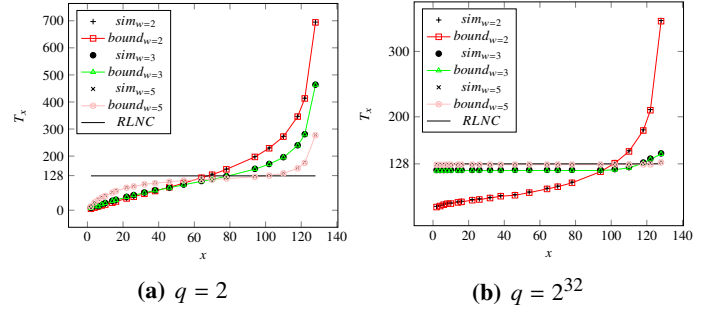 700
600
500
400
300
200
128
100
0
T_x
sim_{w=2}
bound_{w=2}
sim_{w=3}
bound_{w=3}
sim_{w=5}
bound_{w=5}
RLNC
0 20 40 60 80 100 120 140
x
(a) q = 2
300
200
128
T_x
sim_{w=2}
bound_{w=2}
sim_{w=3}
bound_{w=3}
sim_{w=5}
bound_{w=5}
RLNC
0 20 40 60 80 100 120 140
x
(b) q = 2^{32}